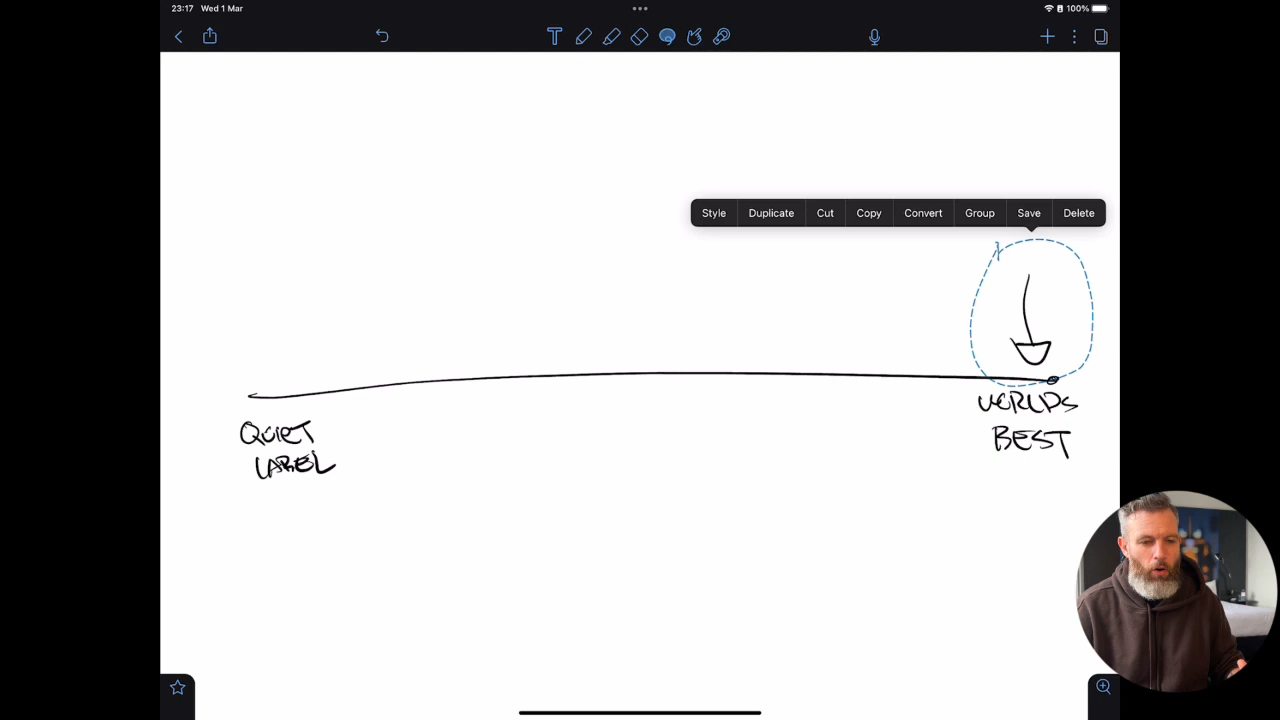 23:17 Wed 1 Mar 100%
Style Duplicate Cut Copy Convert Group Save Delete
WORLDS
BEST
QUIET
LABEL